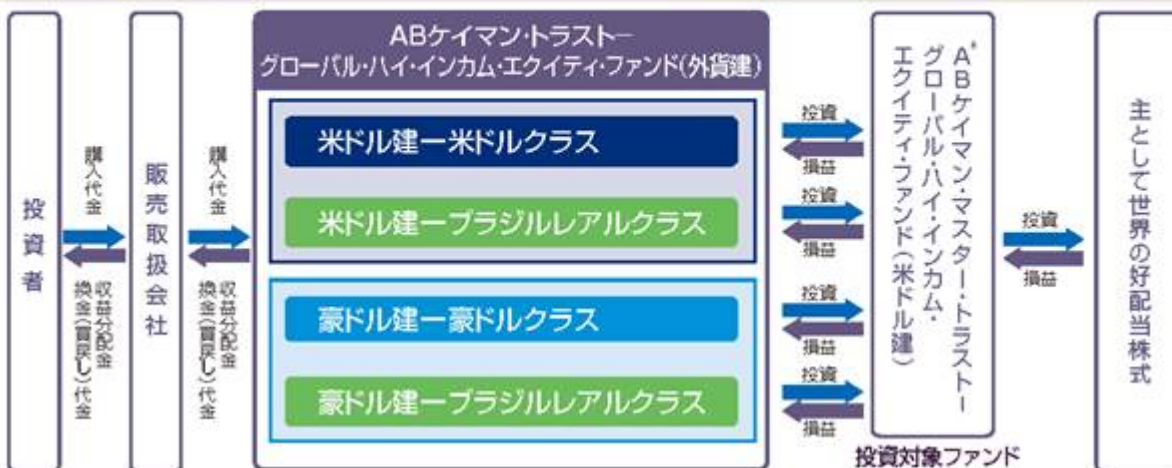 投資者
購入代金
収益分配金
換金(買戻し)代金
販売取扱会社
購入代金
収益分配金
換金(買戻し)代金
ABケイマン・トラスト―
グローバル・ハイ・インカム・エクイティ・ファンド(外貨建)
米ドル建―米ドルクラス
米ドル建―ブラジルレアルクラス
豪ドル建―豪ドルクラス
豪ドル建―ブラジルレアルクラス
投資
損益
投資
損益
投資
損益
投資
損益
AB*ケイマン・マスター・トラスト―
グローバル・ハイ・インカム・
エクイティ・ファンド(米ドル建)
投資対象ファンド
投資
損益
主として世界の好配当株式